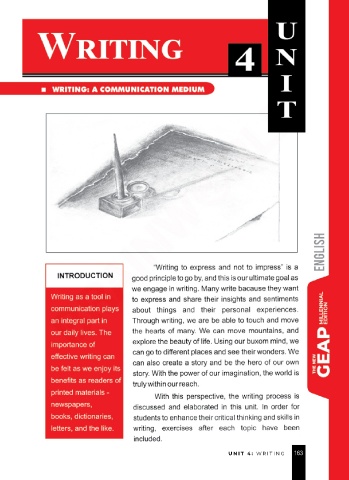 WRITING
4
UNIT
WRITING: A COMMUNICATION MEDIUM
INTRODUCTION
Writing as a tool in
communication plays
an integral part in
our daily lives. The
importance of
effective writing can
be felt as we enjoy its
benefits as readers of
printed materials -
newspapers,
books, dictionaries,
letters, and the like.
"Writing to express and not to impress" is a
good principle to go by, and this is our ultimate goal as
we engage in writing. Many write bacause they want
to express and share their insights and sentiments
about things and their personal experiences.
Through writing, we are be able to touch and move
the hearts of many. We can move mountains, and
explore the beauty of life. Using our buxom mind, we
can go to different places and see their wonders. We
can also create a story and be the hero of our own
story. With the power of our imagination, the world is
truly within our reach.
With this perspective, the writing process is
discussed and elaborated in this unit. In order for
students to enhance their critical thinking and skills in
writing, exercises after each topic have been
included.
ENGLISH
THE NEW
GEAP
MILLENNIAL
EDITION
UNIT 4: WRITING 163